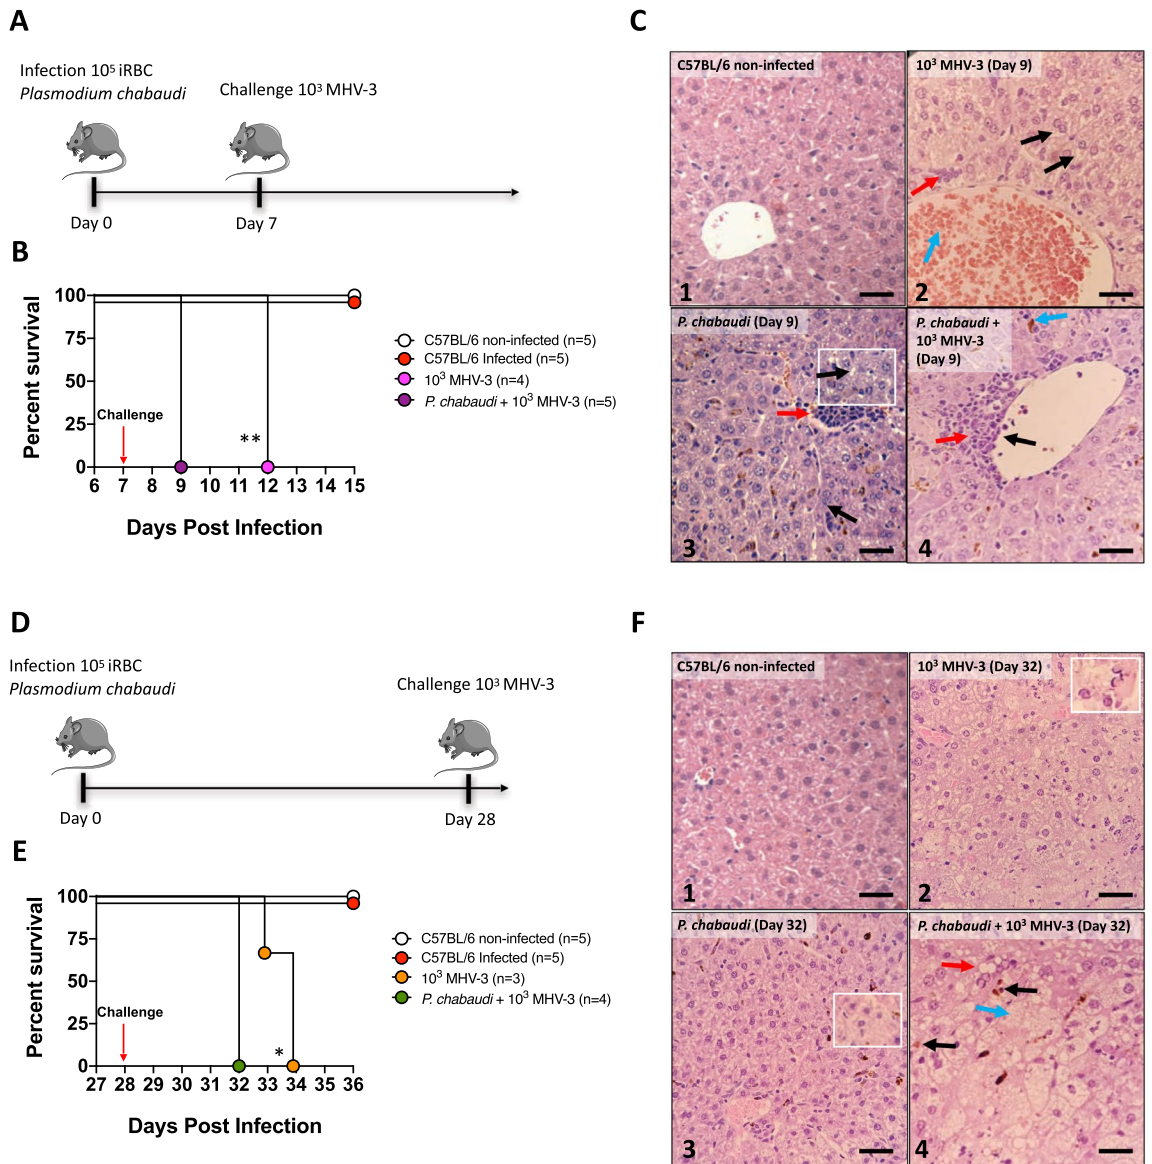 A
Infection 10⁵ iRBC
Plasmodium chabaudi
Challenge 10³ MHV-3
Day 0
Day 7
B
Percent survival
100
75
50
25
0
Challenge
**
6 7 8 9 10 11 12 13 14 15
Days Post Infection
C57BL/6 non-infected (n=5)
C57BL/6 Infected (n=5)
10³ MHV-3 (n=4)
P. chabaudi + 10³ MHV-3 (n=5)
C
C57BL/6 non-infected
1
10³ MHV-3 (Day 9)
2
P. chabaudi (Day 9)
3
P. chabaudi +
10³ MHV-3
(Day 9)
4
D
Infection 10⁵ iRBC
Plasmodium chabaudi
Challenge 10³ MHV-3
Day 0
Day 28
E
Percent survival
100
75
50
25
0
Challenge
*
27 28 29 30 31 32 33 34 35 36
Days Post Infection
C57BL/6 non-infected (n=5)
C57BL/6 Infected (n=5)
10³ MHV-3 (n=3)
P. chabaudi + 10³ MHV-3 (n=4)
F
C57BL/6 non-infected
1
10³ MHV-3 (Day 32)
2
P. chabaudi (Day 32)
3
P. chabaudi + 10³ MHV-3 (Day 32)
4